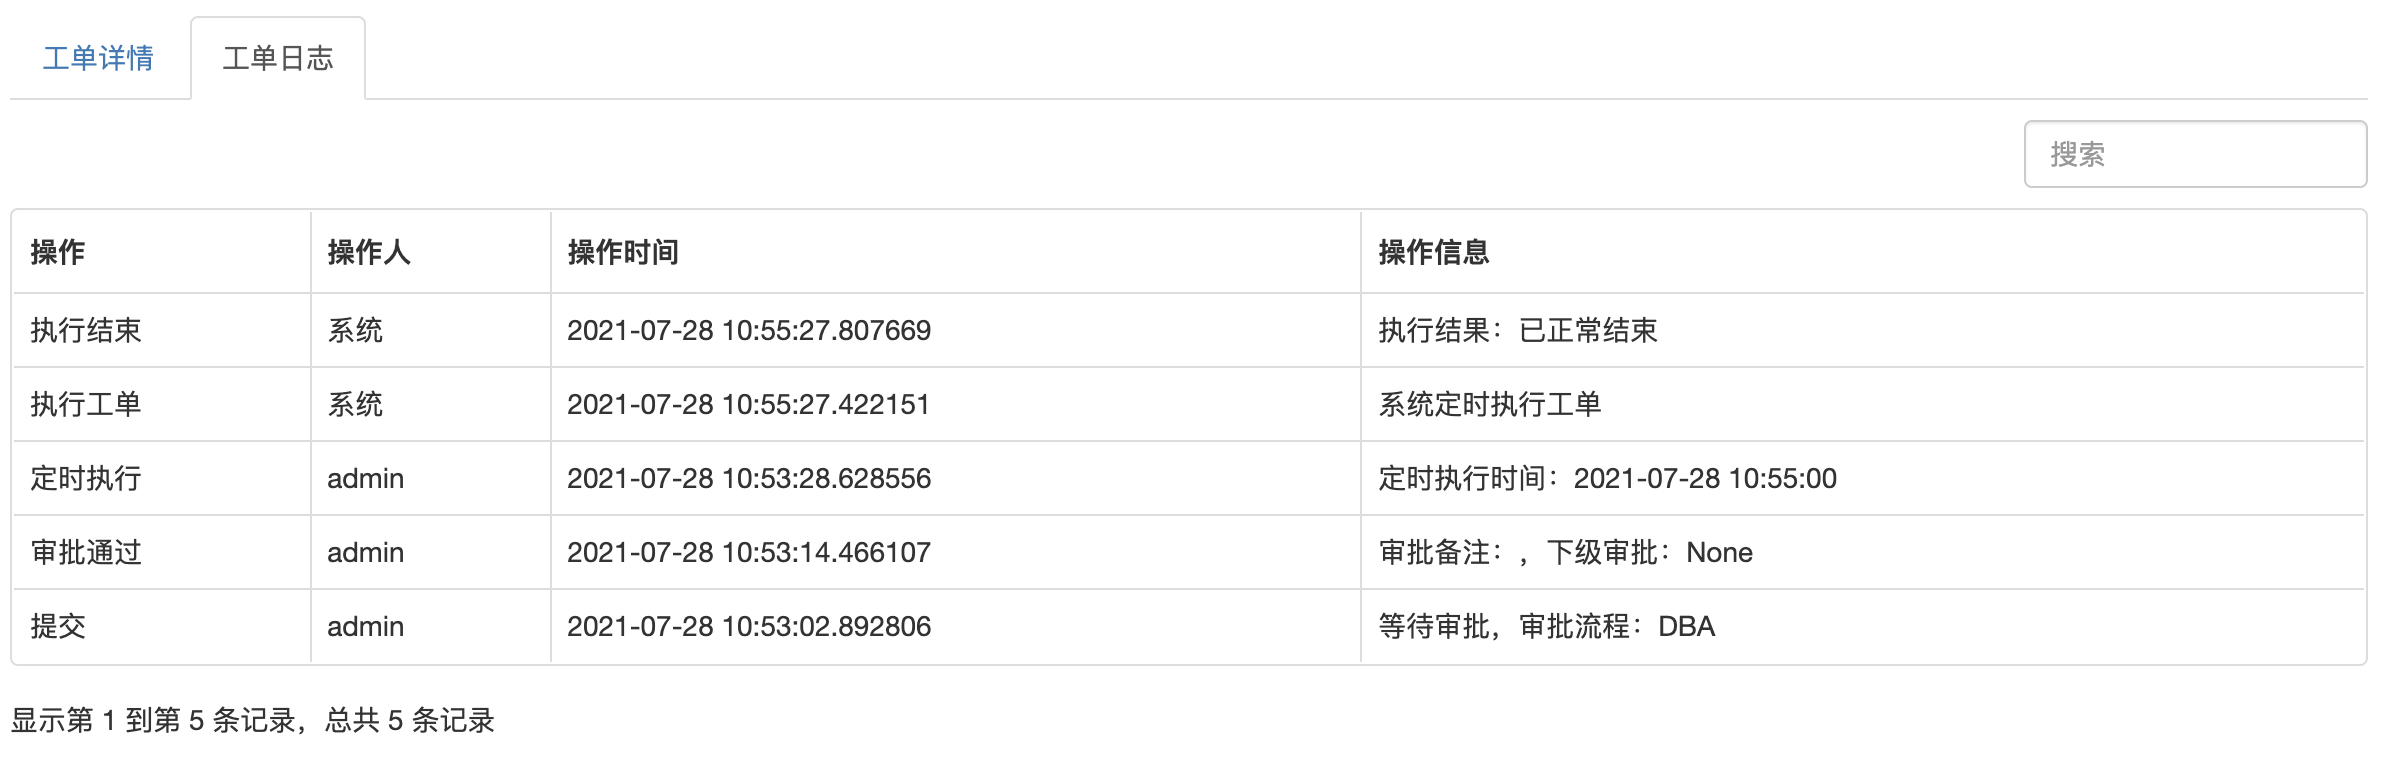 工单详情 工单日志
搜索
操作 操作人 操作时间 操作信息
执行结束 系统 2021-07-28 10:55:27.807669 执行结果：已正常结束
执行工单 系统 2021-07-28 10:55:27.422151 系统定时执行工单
定时执行 admin 2021-07-28 10:53:28.628556 定时执行时间：2021-07-28 10:55:00
审批通过 admin 2021-07-28 10:53:14.466107 审批备注：，下级审批：None
提交 admin 2021-07-28 10:53:02.892806 等待审批，审批流程：DBA
显示第 1 到第 5 条记录，总共 5 条记录